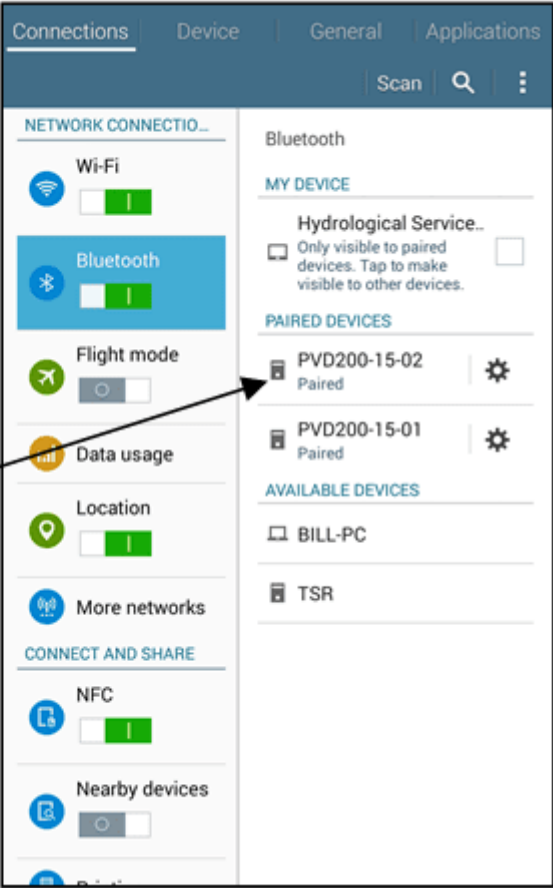 Connections Device General Applications
Scan
NETWORK CONNECTIO...
Wi-Fi
Bluetooth
Flight mode
Data usage
Location
More networks
CONNECT AND SHARE
NFC
Nearby devices
Bluetooth
MY DEVICE
Hydrological Service..
Only visible to paired
devices. Tap to make
visible to other devices.
PAIRED DEVICES
PVD200-15-02
Paired
PVD200-15-01
Paired
AVAILABLE DEVICES
BILL-PC
TSR